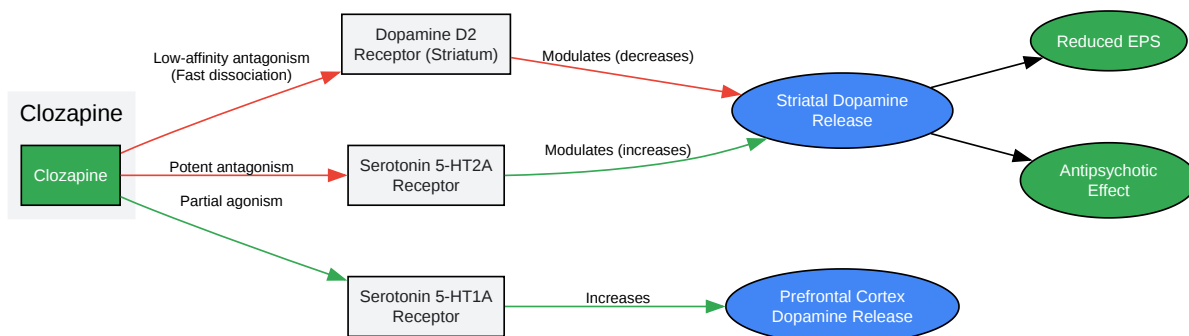 Clozapine
Clozapine
Low-affinity antagonism
(Fast dissociation)
Potent antagonism
Partial agonism
Dopamine D2
Receptor (Striatum)
Serotonin 5-HT2A
Receptor
Serotonin 5-HT1A
Receptor
Modulates (decreases)
Modulates (increases)
Increases
Striatal Dopamine
Release
Prefrontal Cortex
Dopamine Release
Reduced EPS
Antipsychotic
Effect